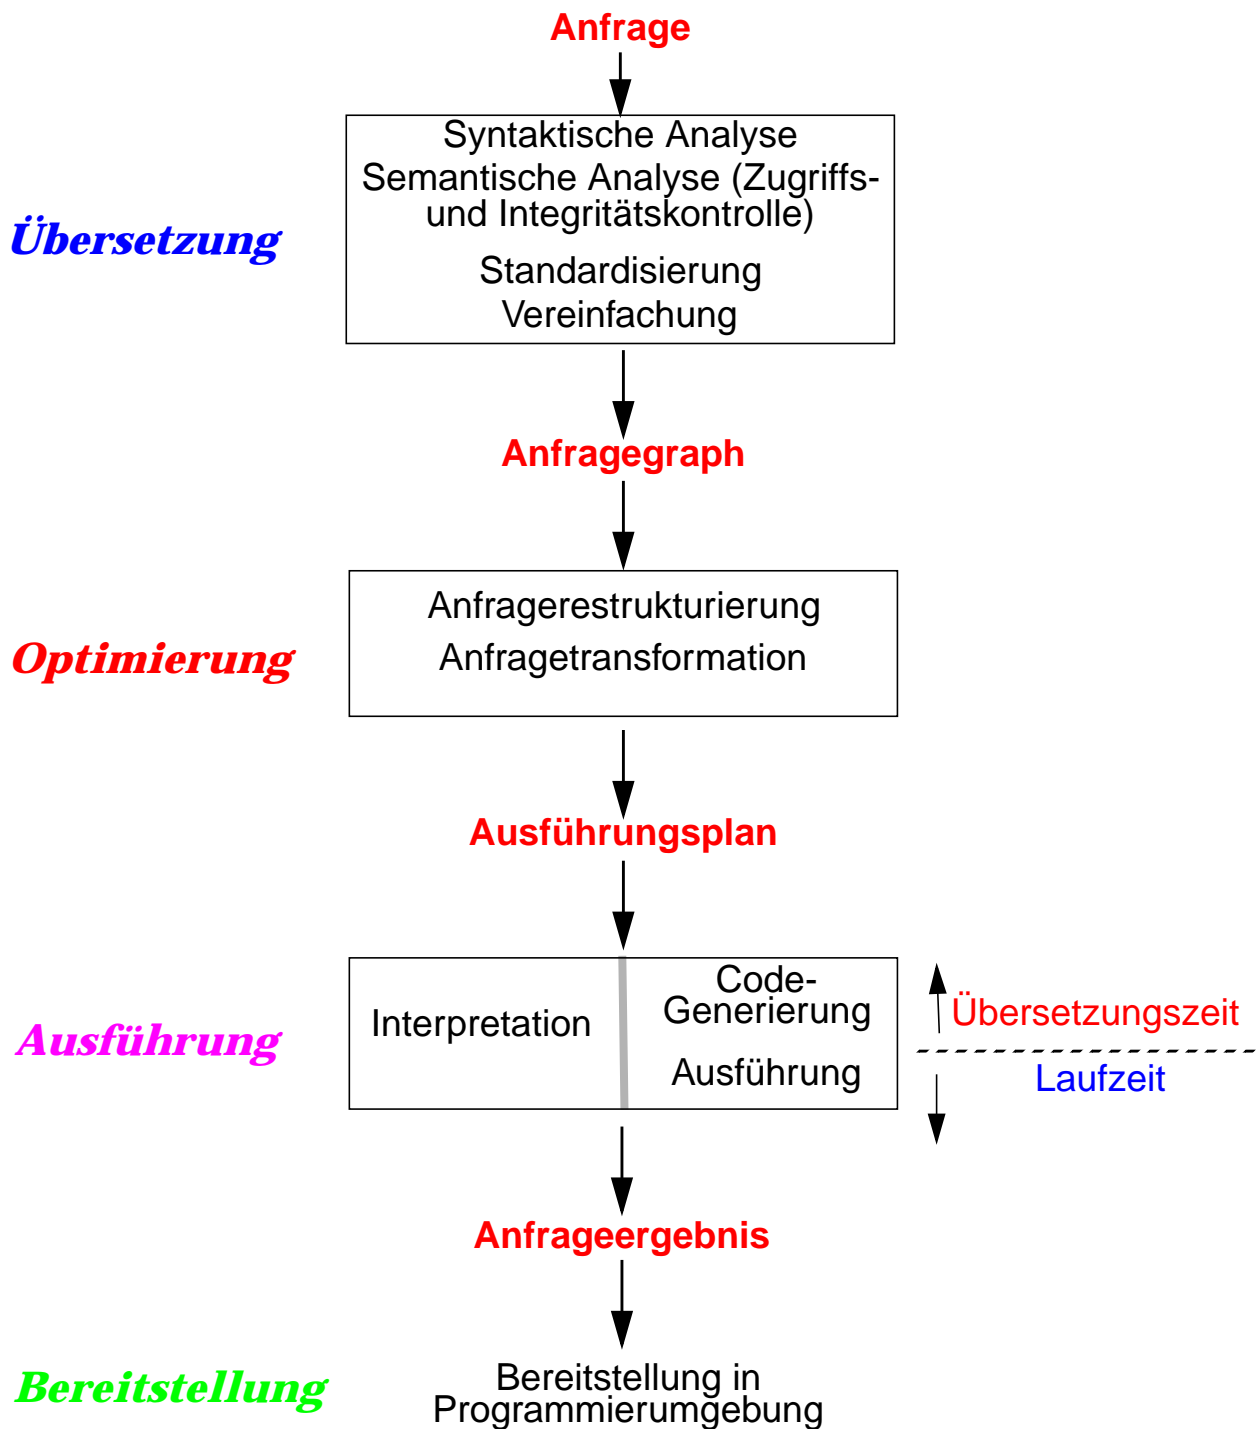 Anfrage
Syntaktische Analyse
Semantische Analyse (Zugriffs-
und Integritätskontrolle)
Übersetzung
Standardisierung
Vereinfachung
Anfragegraph
Anfragerestrukturierung
Optimierung
Anfragetransformation
Ausführungsplan
Ausführung
Interpretation
Code-
Generierung
Ausführung
Übersetzungszeit
Laufzeit
Anfrageergebnis
Bereitstellung
Bereitstellung in
Programmierumgebung